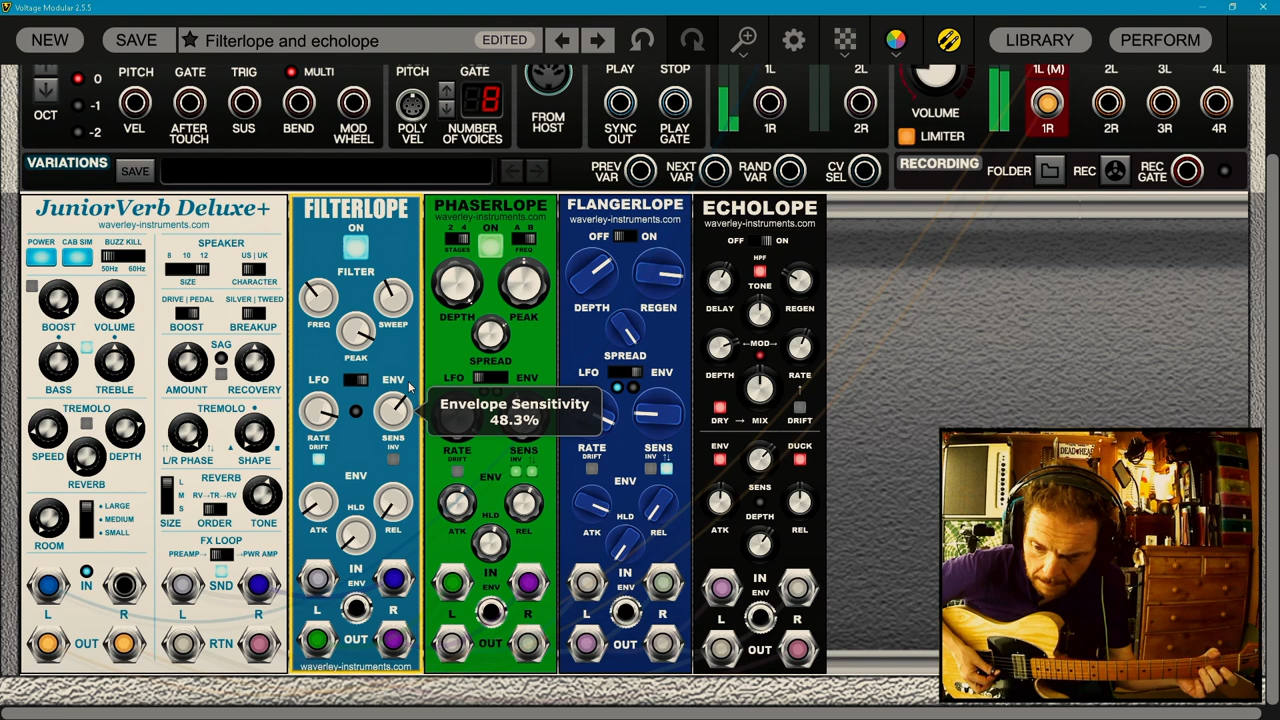 Voltage Modular 2.5.5
NEW SAVE Filterlope and echolope EDITED LIBRARY PERFORM
OCT 0 -1 -2
PITCH GATE TRIG MULTI
VEL AFTER TOUCH SUS BEND MOD WHEEL
PITCH GATE 8
POLY VEL NUMBER OF VOICES
FROM HOST
PLAY STOP
SYNC OUT PLAY GATE
1L 2L
1R 2R
VOLUME
LIMITER
1L (M) 2L 3L 4L
1R 2R 3R 4R
VARIATIONS SAVE PREV VAR NEXT VAR RAND VAR CV SEL
RECORDING FOLDER REC REC GATE
JuniorVerb Deluxe+
waverley-instruments.com
POWER CAB SIM BUZZ KILL
50Hz 60Hz
BOOST VOLUME
BASS TREBLE
TREMOLO
SPEED DEPTH
REVERB
ROOM LARGE MEDIUM SMALL
SPEAKER
8 10 12 US | UK
SIZE CHARACTER
DRIVE | PEDAL SILVER | TWEED
BOOST BREAKUP
SAG
AMOUNT RECOVERY
TREMOLO
L/R PHASE SHAPE
REVERB
L M S RV→TR→RV
SIZE ORDER TONE
FX LOOP
PREAMP→ →PWR AMP
IN SND
L R L R
OUT RTN
FILTERLOPE
ON
FILTER
FREQ SWEEP
PEAK
LFO ENV
RATE SENS
DRIFT INV
ENV
ATK HLD REL
IN
ENV
L R
OUT
waverley-instruments.com
Envelope Sensitivity
48.3%
PHASERLOPE
waverley-instruments.com
2 4 ON A B
STAGES FREQ
DEPTH PEAK
SPREAD
LFO ENV
RATE SENS
DRIFT INV
ENV
ATK HLD REL
IN
ENV
L R
OUT
FLANGERLOPE
waverley-instruments.com
OFF ON
DEPTH REGEN
SPREAD
LFO ENV
RATE SENS
DRIFT INV
ENV
ATK HLD REL
IN
ENV
L R
OUT
ECHOLOPE
waverley-instruments.com
OFF ON
HPF
TONE
DELAY REGEN
←MOD→
DEPTH RATE
DRY → MIX DRIFT
ENV DUCK
SENS
ATK DEPTH REL
IN
ENV
L R
OUT
DEAD HEAD